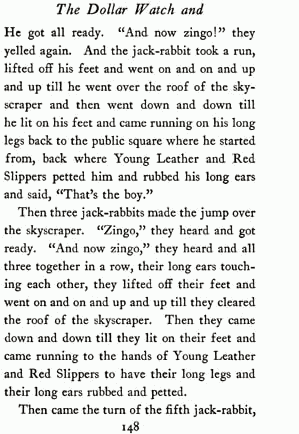 The Dollar Watch and
He got all ready. "And now zingo!" they
yelled again. And the jack-rabbit took a run,
lifted off his feet and went on and on and up
and up till he went over the roof of the sky-
scraper and then went down and down till
he lit on his feet and came running on his long
legs back to the public square where he started
from, back where Young Leather and Red
Slippers petted him and rubbed his long ears
and said, "That's the boy."
Then three jack-rabbits made the jump over
the skyscraper. "Zingo," they heard and got
ready. "And now zingo," they heard and all
three together in a row, their long ears touch-
ing each other, they lifted off their feet and
went on and on and up and up till they cleared
the roof of the skyscraper. Then they came
down and down till they lit on their feet and
came running to the hands of Young Leather
and Red Slippers to have their long legs and
their long ears rubbed and petted.
Then came the turn of the fifth jack-rabbit,
148